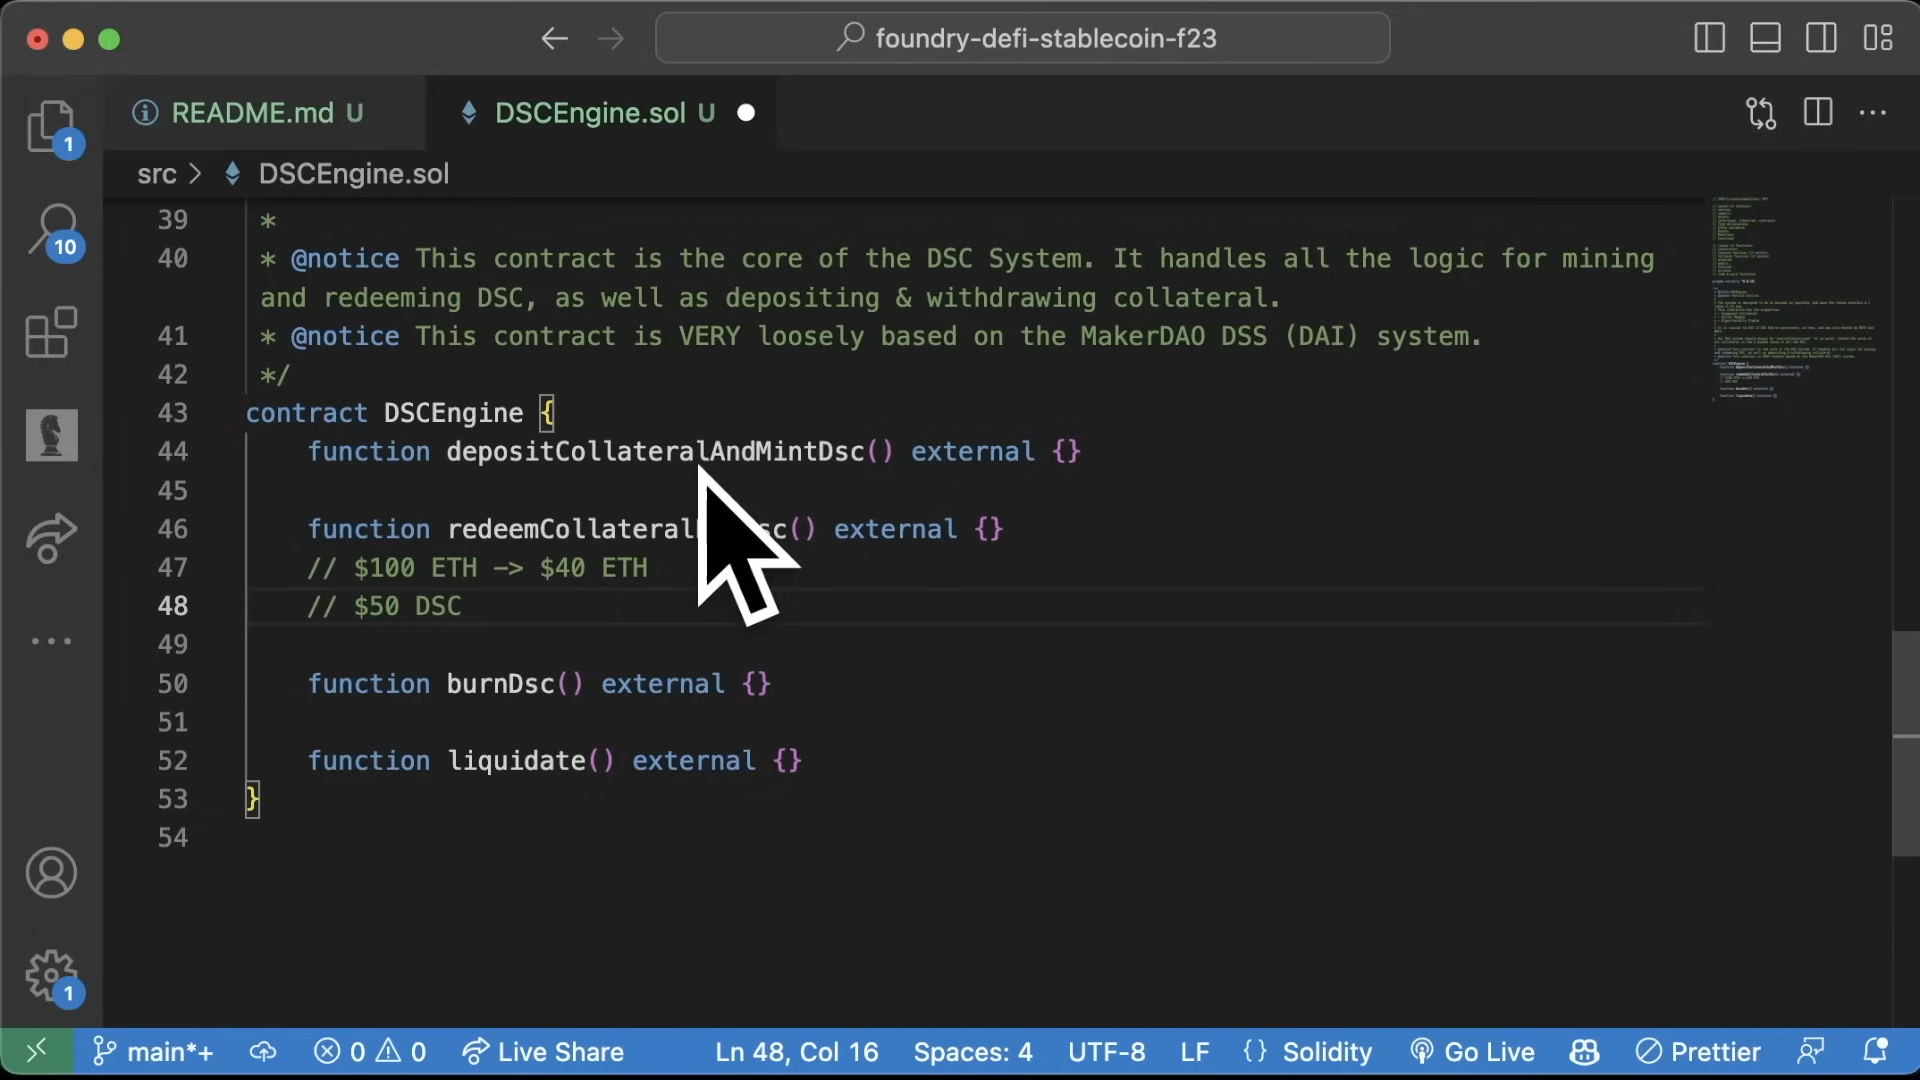 foundry-defi-stablecoin-f23
README.md U
DSCEngine.sol U
1
src > DSCEngine.sol
10
39 *
40 * @notice This contract is the core of the DSC System. It handles all the logic for mining
and redeeming DSC, as well as depositing & withdrawing collateral.
41 * @notice This contract is VERY loosely based on the MakerDAO DSS (DAI) system.
42 */
43 contract DSCEngine {
44 function depositCollateralAndMintDsc() external {}
45
46 function redeemCollateral sc() external {}
47 // $100 ETH -> $40 ETH
48 // $50 DSC
49
50 function burnDsc() external {}
51
52 function liquidate() external {}
53 }
54
1
main*+ 0 0 Live Share Ln 48, Col 16 Spaces: 4 UTF-8 LF {} Solidity Go Live Prettier